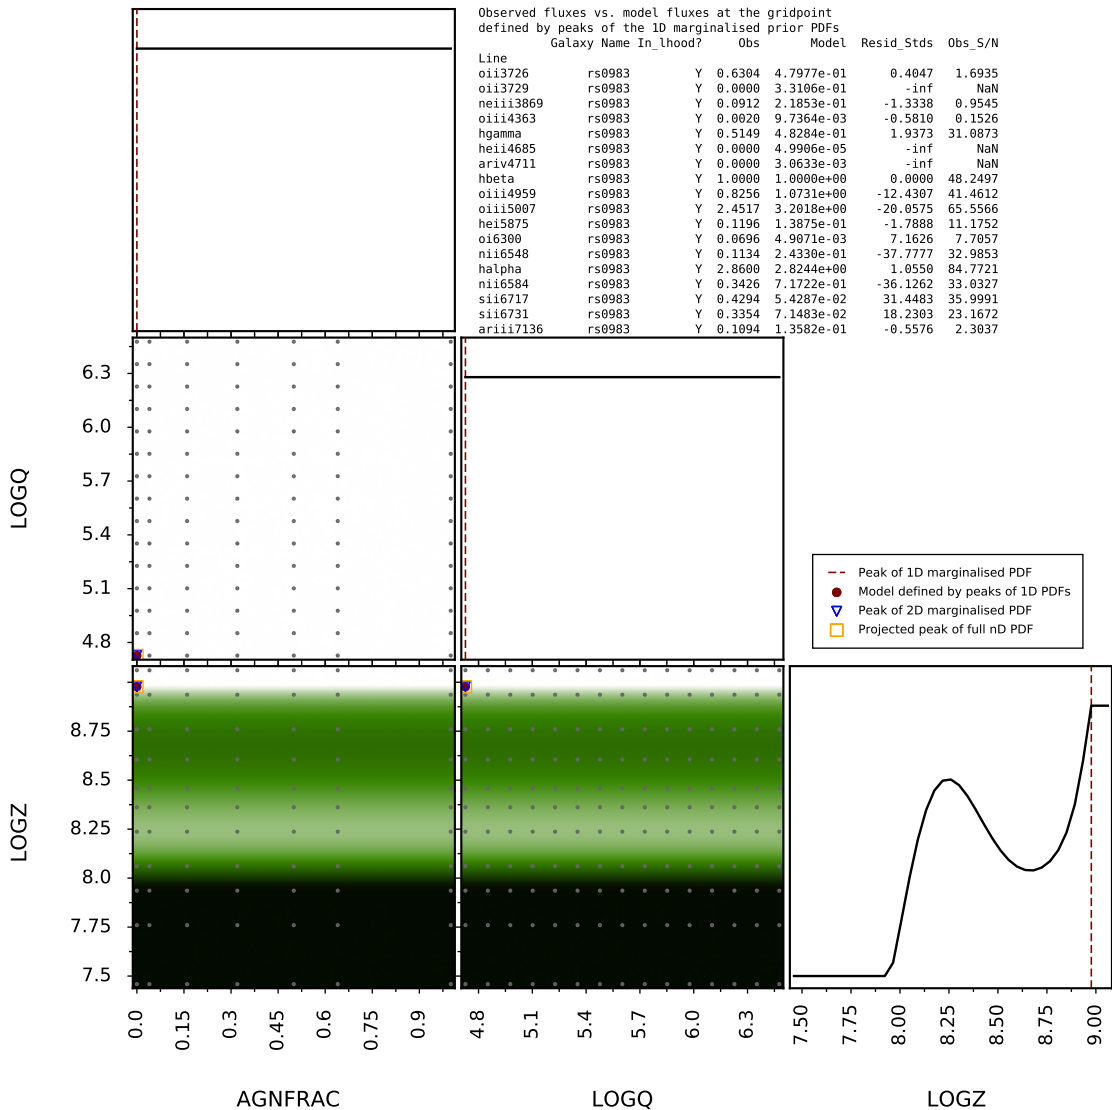 Observed fluxes vs. model fluxes at the gridpoint
defined by peaks of the 1D marginalised prior PDFs
Galaxy Name In_lhood? Obs Model Resid_Stds Obs_S/N
Line
oii3726 rs0983 Y 0.6304 4.7977e-01 0.4047 1.6935
oii3729 rs0983 Y 0.0000 3.3106e-01 -inf NaN
neiii3869 rs0983 Y 0.0912 2.1853e-01 -1.3338 0.9545
oiii4363 rs0983 Y 0.0020 9.7364e-03 -0.5810 0.1526
hgamma rs0983 Y 0.5149 4.8284e-01 1.9373 31.0873
heii4685 rs0983 Y 0.0000 4.9906e-05 -inf NaN
ariv4711 rs0983 Y 0.0000 3.0633e-03 -inf NaN
hbeta rs0983 Y 1.0000 1.0000e+00 0.0000 48.2497
oiii4959 rs0983 Y 0.8256 1.0731e+00 -12.4307 41.4612
oiii5007 rs0983 Y 2.4517 3.2018e+00 -20.0575 65.5566
hei5875 rs0983 Y 0.1196 1.3875e-01 -1.7888 11.1752
oi6300 rs0983 Y 0.0696 4.9071e-03 7.1626 7.7057
nii6548 rs0983 Y 0.1134 2.4330e-01 -37.7777 32.9853
halpha rs0983 Y 2.8600 2.8244e+00 1.0550 84.7721
nii6584 rs0983 Y 0.3426 7.1722e-01 -36.1262 33.0327
sii6717 rs0983 Y 0.4294 5.4287e-02 31.4483 35.9991
sii6731 rs0983 Y 0.3354 7.1483e-02 18.2303 23.1672
ariii7136 rs0983 Y 0.1094 1.3582e-01 -0.5576 2.3037
LOGQ
6.3
6.0
5.7
5.4
5.1
4.8
Peak of 1D marginalised PDF
Model defined by peaks of 1D PDFs
Peak of 2D marginalised PDF
Projected peak of full nD PDF
LOGZ
8.75
8.5
8.25
8.0
7.75
7.5
0.0 0.15 0.3 0.45 0.6 0.75 0.9
4.8 5.1 5.4 5.7 6.0 6.3
7.50 7.75 8.00 8.25 8.50 8.75 9.00
AGNFRAC LOGQ LOGZ